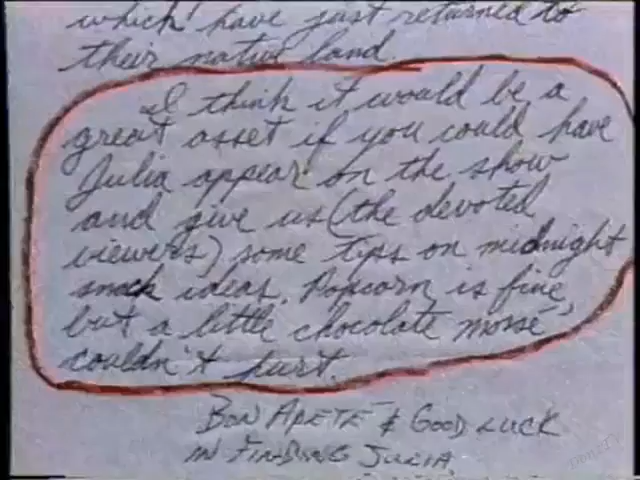 which have just returned to
their native land.
I think it would be a
great asset if you could have
Julia appear on the show
and give us (the devoted
viewers) some tips on midnight
snack ideas. Popcorn is fine,
but a little chocolate mossé
couldn't hurt.
BON APETÉ & GOOD LUCK
IN FINDING JULIA